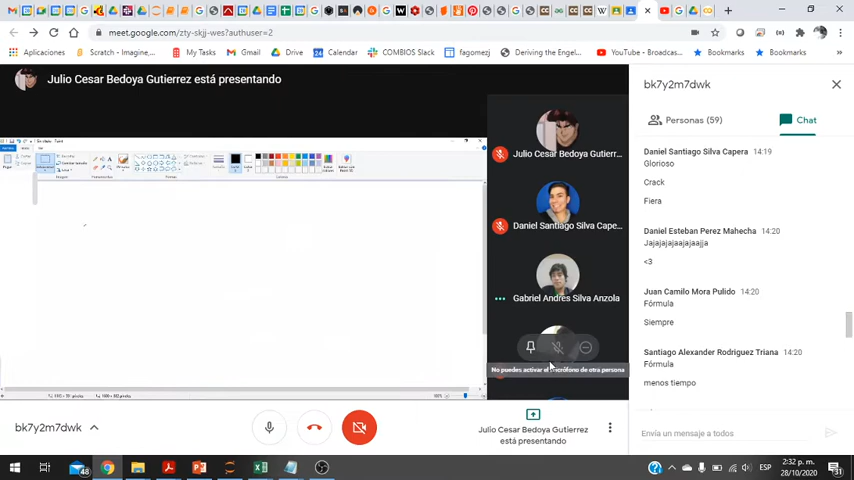 meet.google.com/zty-skjj-wes?authuser=2
Aplicaciones
Scratch - Imagine,...
My Tasks
Gmail
Drive
Calendar
COMBIOS Slack
fagomezj
Deriving the Engel...
YouTube - Broadcas...
Bookmarks
Bookmarks
Julio Cesar Bedoya Gutierrez está presentando
bk7y2m7dwk
Personas (59)
Chat
Julio Cesar Bedoya Gutierr...
Daniel Santiago Silva Cape...
Gabriel Andres Silva Anzola
No puedes activar el micrófono de otra persona
Daniel Santiago Silva Capera 14:19
Glorioso
Crack
Fiera
Daniel Esteban Perez Mahecha 14:20
Jajajajajaajaajja
<3
Juan Camilo Mora Pulido 14:20
Fórmula
Siempre
Santiago Alexander Rodriguez Triana 14:20
Fórmula
menos tiempo
Envía un mensaje a todos
bk7y2m7dwk
Julio Cesar Bedoya Gutierrez
está presentando
48
ESP
2:32 p. m.
28/10/2020
31